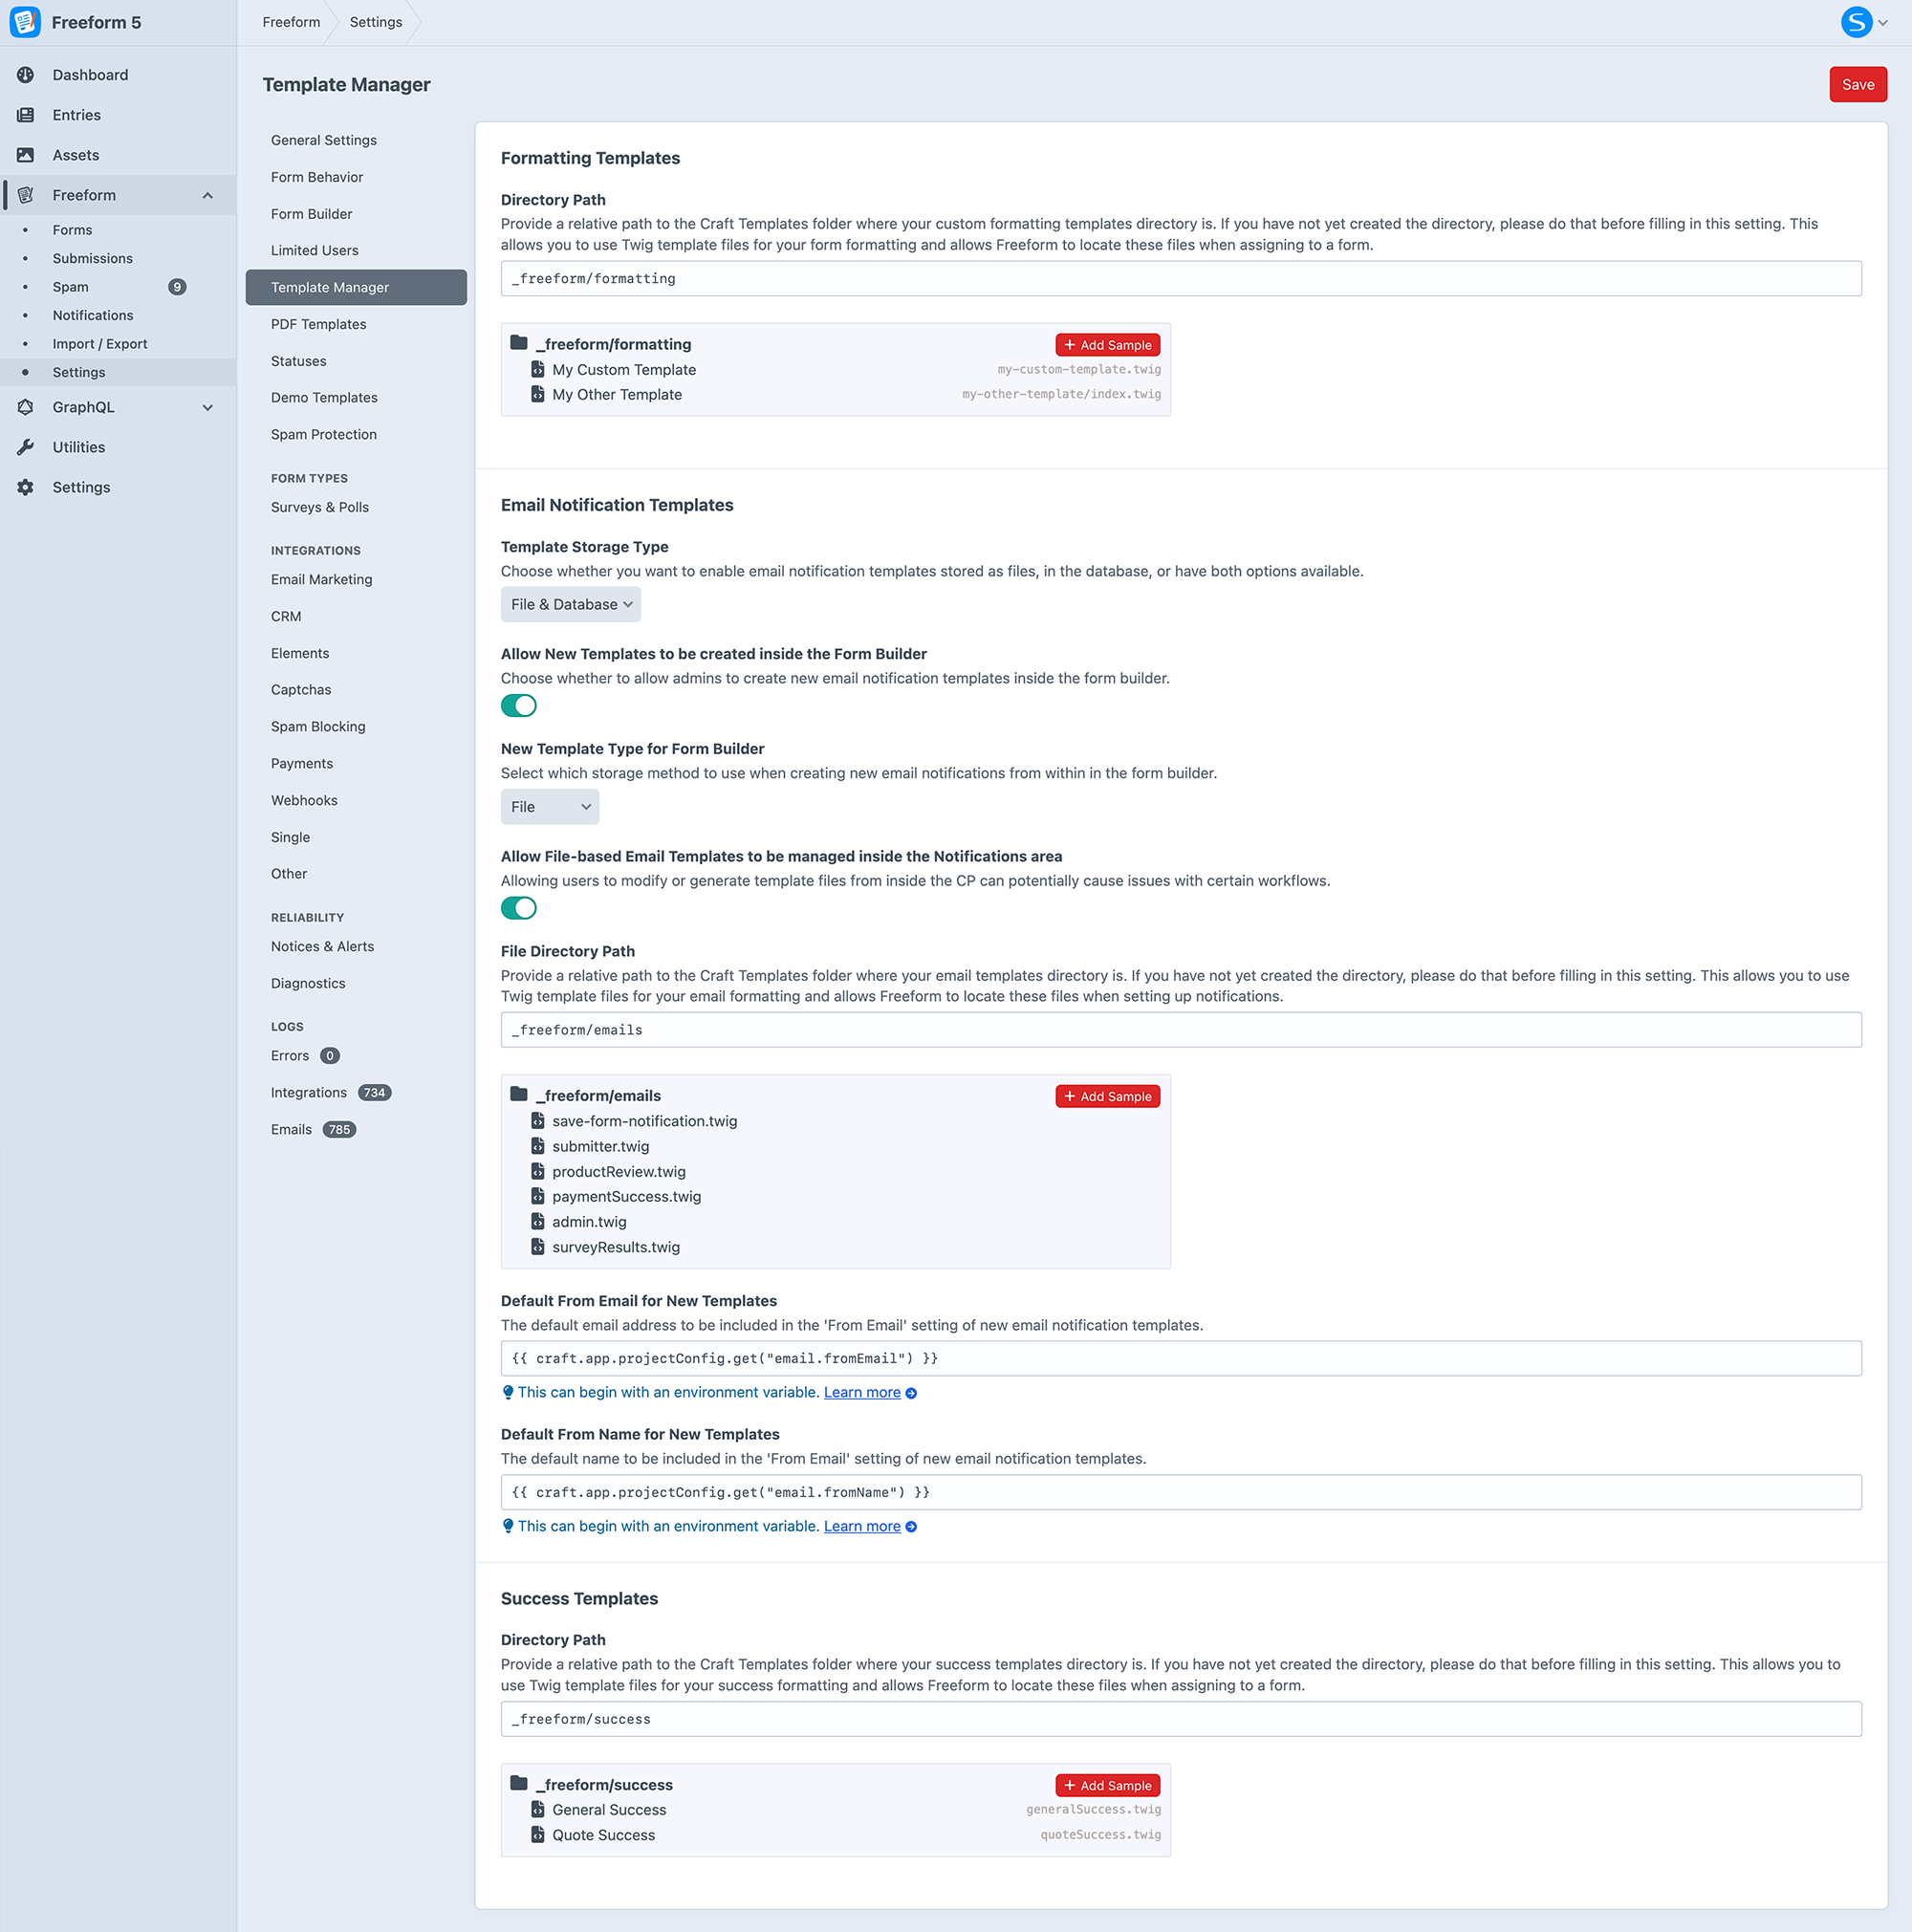 Freeform 5
Freeform
Settings
S
Dashboard
Entries
Assets
Freeform
Forms
Submissions
Spam 9
Notifications
Import / Export
Settings
GraphQL
Utilities
Settings
Template Manager
Save
General Settings
Form Behavior
Form Builder
Limited Users
Template Manager
PDF Templates
Statuses
Demo Templates
Spam Protection
FORM TYPES
Surveys & Polls
INTEGRATIONS
Email Marketing
CRM
Elements
Captchas
Spam Blocking
Payments
Webhooks
Single
Other
RELIABILITY
Notices & Alerts
Diagnostics
LOGS
Errors 0
Integrations 734
Emails 785
Formatting Templates
Directory Path
Provide a relative path to the Craft Templates folder where your custom formatting templates directory is. If you have not yet created the directory, please do that before filling in this setting. This
allows you to use Twig template files for your form formatting and allows Freeform to locate these files when assigning to a form.
_freeform/formatting
_freeform/formatting + Add Sample
My Custom Template my-custom-template.twig
My Other Template my-other-template/index.twig
Email Notification Templates
Template Storage Type
Choose whether you want to enable email notification templates stored as files, in the database, or have both options available.
File & Database
Allow New Templates to be created inside the Form Builder
Choose whether to allow admins to create new email notification templates inside the form builder.
New Template Type for Form Builder
Select which storage method to use when creating new email notifications from within in the form builder.
File
Allow File-based Email Templates to be managed inside the Notifications area
Allowing users to modify or generate template files from inside the CP can potentially cause issues with certain workflows.
File Directory Path
Provide a relative path to the Craft Templates folder where your email templates directory is. If you have not yet created the directory, please do that before filling in this setting. This allows you to use
Twig template files for your email formatting and allows Freeform to locate these files when setting up notifications.
_freeform/emails
_freeform/emails + Add Sample
save-form-notification.twig
submitter.twig
productReview.twig
paymentSuccess.twig
admin.twig
surveyResults.twig
Default From Email for New Templates
The default email address to be included in the 'From Email' setting of new email notification templates.
{{ craft.app.projectConfig.get("email.fromEmail") }}
This can begin with an environment variable. Learn more
Default From Name for New Templates
The default name to be included in the 'From Email' setting of new email notification templates.
{{ craft.app.projectConfig.get("email.fromName") }}
This can begin with an environment variable. Learn more
Success Templates
Directory Path
Provide a relative path to the Craft Templates folder where your success templates directory is. If you have not yet created the directory, please do that before filling in this setting. This allows you to
use Twig template files for your success formatting and allows Freeform to locate these files when assigning to a form.
_freeform/success
_freeform/success + Add Sample
General Success generalSuccess.twig
Quote Success quoteSuccess.twig